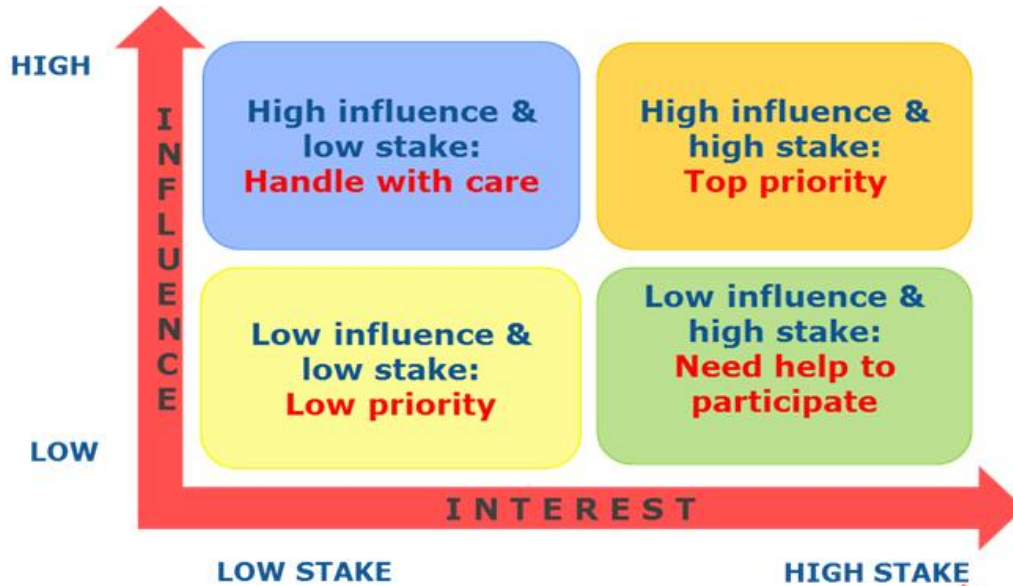 HIGH
INFLUENCE
High influence &
low stake:
Handle with care
High influence &
high stake:
Top priority
Low influence &
low stake:
Low priority
Low influence &
high stake:
Need help to
participate
LOW
INTEREST
LOW STAKE
HIGH STAKE